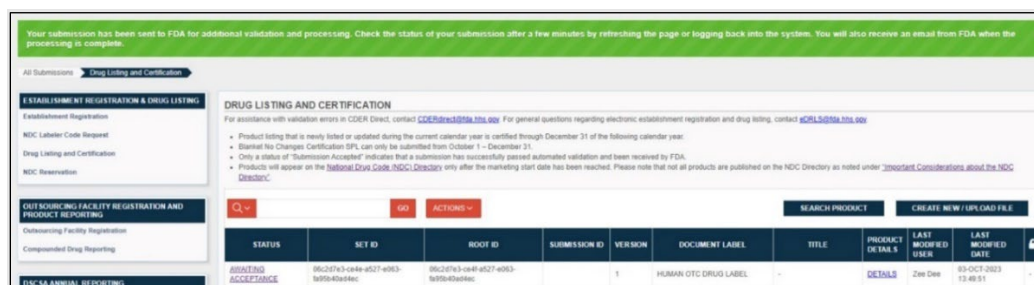 Your submission has been sent to FDA for additional validation and processing. Check the status of your submission after a few minutes by refreshing the page or logging back into the system. You will also receive an email from FDA when the
processing is complete.
All Submissions Drug Listing and Certification
ESTABLISHMENT REGISTRATION & DRUG LISTING
Establishment Registration
NDC Labeler Code Request
Drug Listing and Certification
NDC Reservation
OUTSOURCING FACILITY REGISTRATION AND
PRODUCT REPORTING
Outsourcing Facility Registration
Compounded Drug Reporting
DSCSA ANNUAL REPORTING
DRUG LISTING AND CERTIFICATION
For assistance with validation errors in CDER Direct, contact CDERdirect@fda.hhs.gov. For general questions regarding electronic establishment registration and drug listing, contact eDRLS@fda.hhs.gov
• Product listing that is newly listed or updated during the current calendar year is certified through December 31 of the following calendar year.
• Blanket No Changes Certification SPL can only be submitted from October 1 – December 31.
• Only a status of "Submission Accepted" indicates that a submission has successfully passed automated validation and been received by FDA.
• Products will appear on the National Drug Code (NDC) Directory only after the marketing start date has been reached. Please note that not all products are published on the NDC Directory as noted under "Important Considerations about the NDC
Directory".
GO ACTIONS SEARCH PRODUCT CREATE NEW / UPLOAD FILE
STATUS SET ID ROOT ID SUBMISSION ID VERSION DOCUMENT LABEL TITLE PRODUCT DETAILS LAST MODIFIED USER LAST MODIFIED DATE
AWAITING ACCEPTANCE 1 HUMAN OTC DRUG LABEL - DETAILS Zee Dee 03-OCT-2023 13:49:51 -